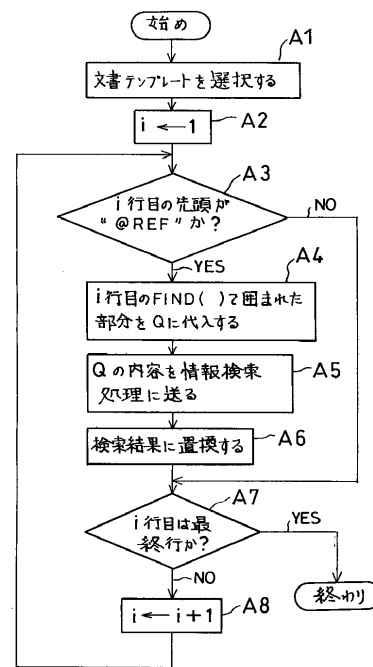 始め
A1
文書テンプレートを選択する
i ← 1
A2
A3
i行目の先頭が
"@REF"か?
NO
YES
A4
i行目のFIND( )で囲まれた
部分をQに代入する
A5
Qの内容を情報検索
処理に送る
検索結果に置換する
A6
A7
i行目は最
終行か?
YES
NO
終わり
i ← i+1
A8